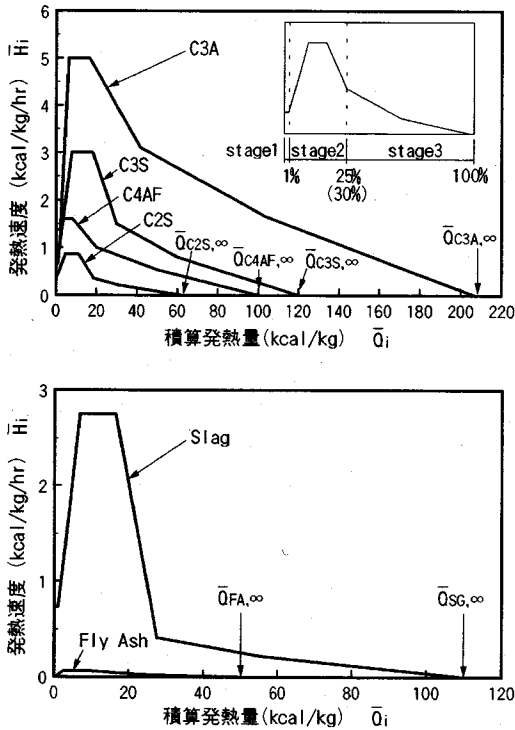 発熱速度 (kcal/kg/hr) H̅i
6
5
4
3
2
1
0
C3A
C3S
C4AF
C2S
Q̅C2S,∞
Q̅C4AF,∞
Q̅C3S,∞
Q̅C3A,∞
stage1 stage2 stage3
1% 25% 100%
(30%)
0 20 40 60 80 100 120 140 160 180 200 220
積算発熱量(kcal/kg) Q̅i
発熱速度 (kcal/kg/hr) H̅i
3
2
1
0
Slag
Fly Ash
Q̅FA,∞
Q̅SG,∞
0 20 40 60 80 100 120
積算発熱量(kcal/kg) Q̅i